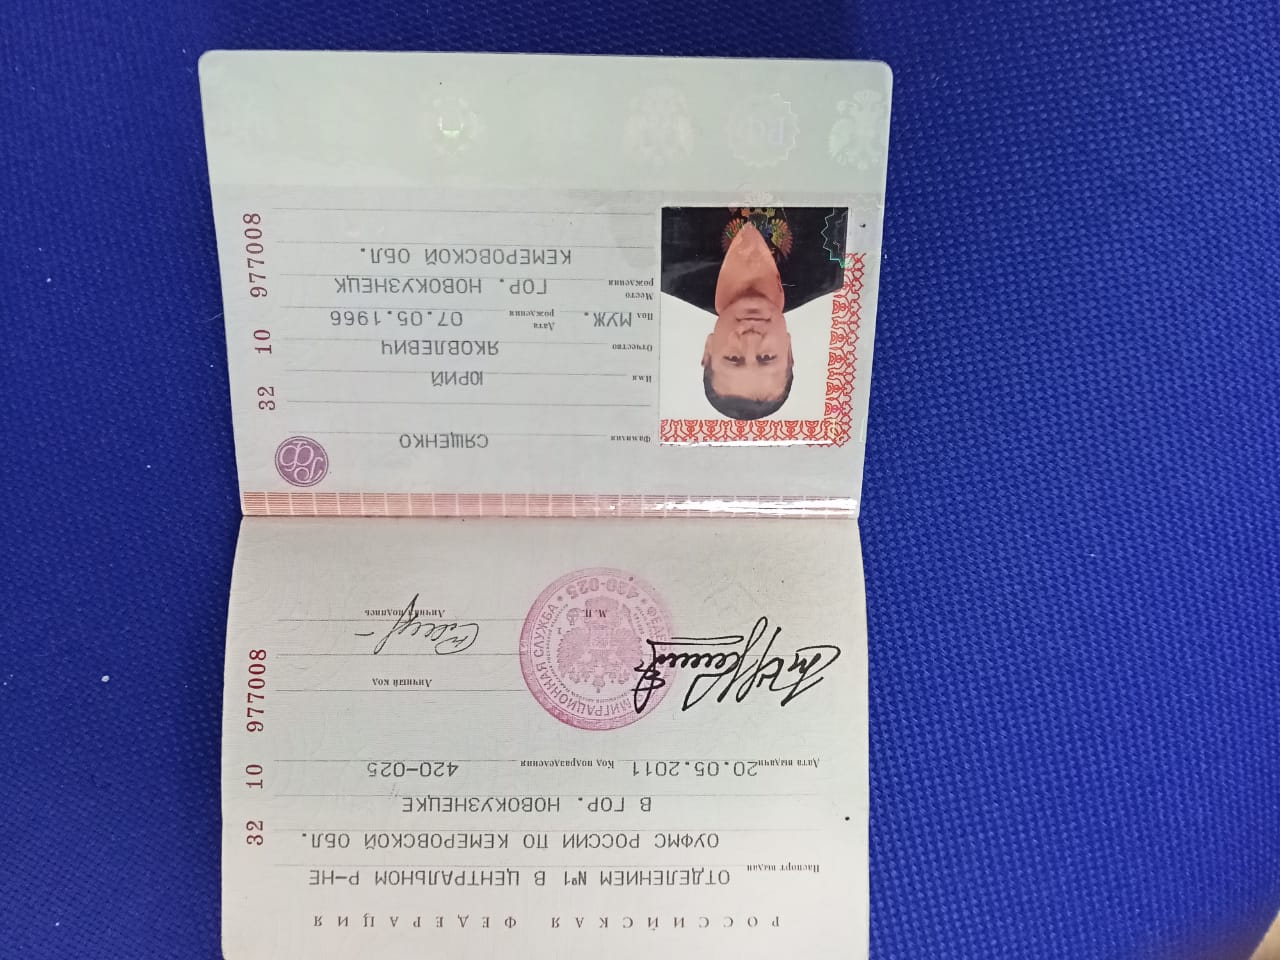 РОССИЙСКАЯ ФЕДЕРАЦИЯ
Паспорт выдан ОТДЕЛЕНИЕМ №1 В ЦЕНТРАЛЬНОМ Р-НЕ
ОУФМС РОССИИ ПО КЕМЕРОВСКОЙ ОБЛ.
В ГОР. НОВОКУЗНЕЦКЕ
Дата выдачи 20.05.2011 Код подразделения 420-025
Личный код
М. П.
Личная подпись
МИГРАЦИОННАЯ СЛУЖБА
420-025
32 10 977008
Фамилия СЯЩЕНКО
Имя ЮРИЙ
Отчество ЯКОВЛЕВИЧ
Пол МУЖ. Дата рождения 07.05.1966
Место рождения ГОР. НОВОКУЗНЕЦК
КЕМЕРОВСКОЙ ОБЛ.
32 10 977008
РФ